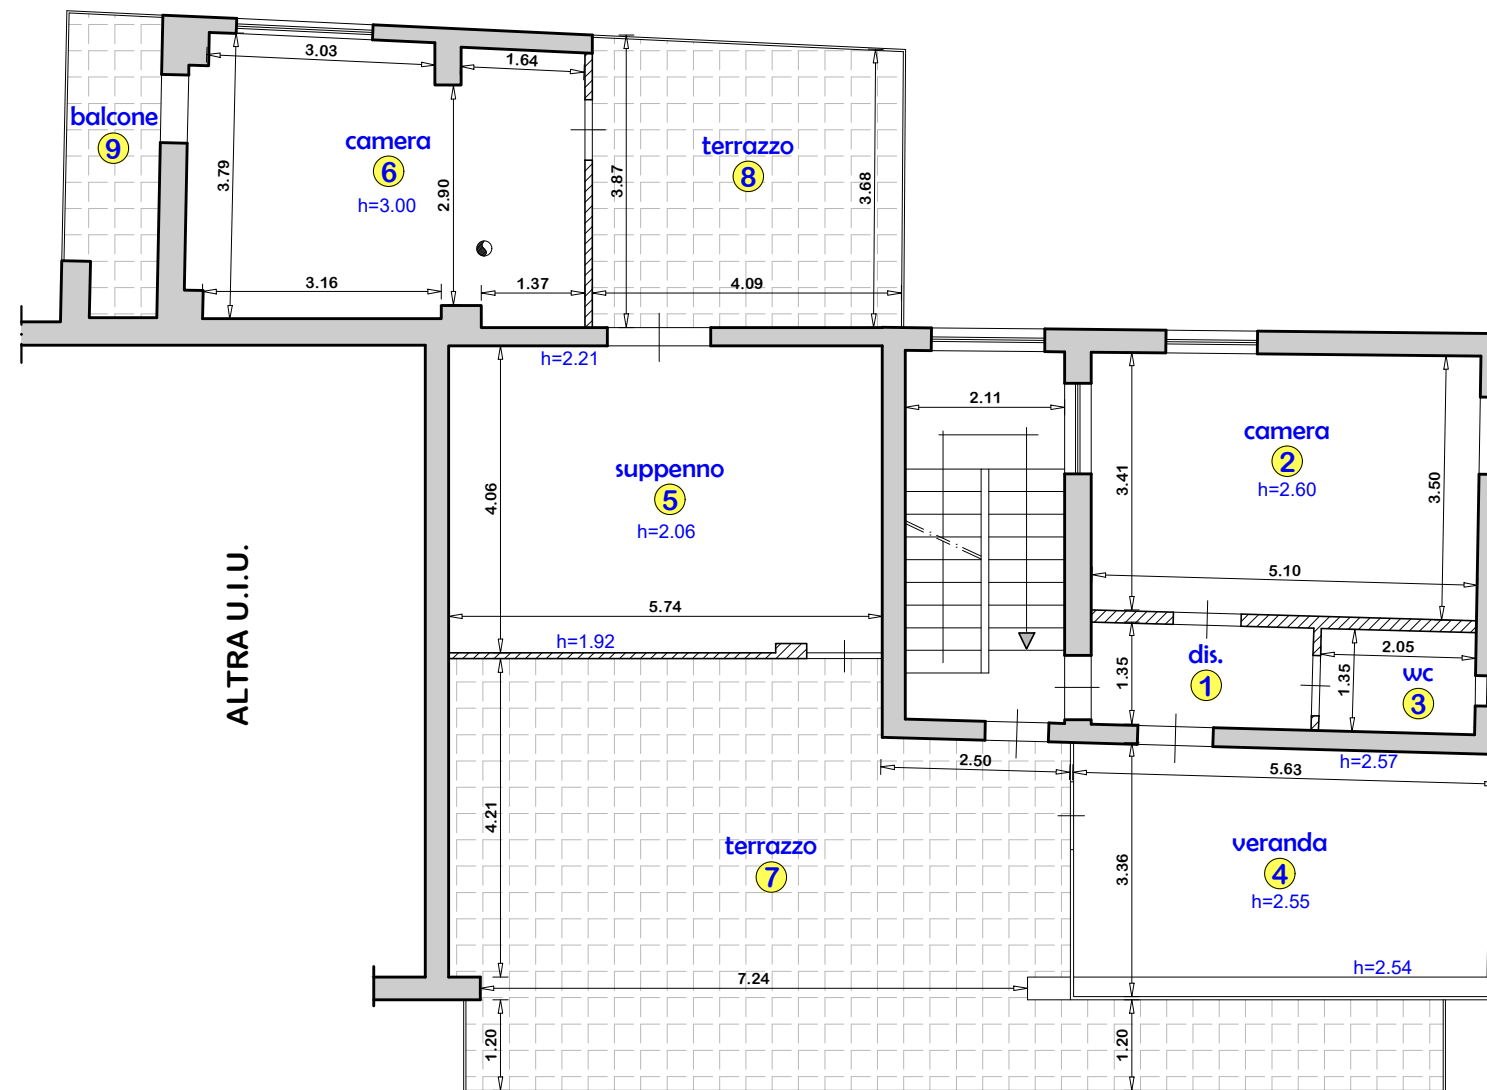 3.03
1.64
balcone
9
camera
6
h=3.00
3.79
2.90
3.87
terrazzo
8
3.68
3.16
1.37
4.09
h=2.21
2.11
camera
2
h=2.60
3.41
3.50
suppenno
5
h=2.06
4.06
5.10
5.74
h=1.92
ALTRA U.I.U.
dis.
1
1.35
2.05
1.35
wc
3
2.50
h=2.57
5.63
4.21
terrazzo
7
veranda
4
h=2.55
3.36
h=2.54
7.24
1.20
1.20